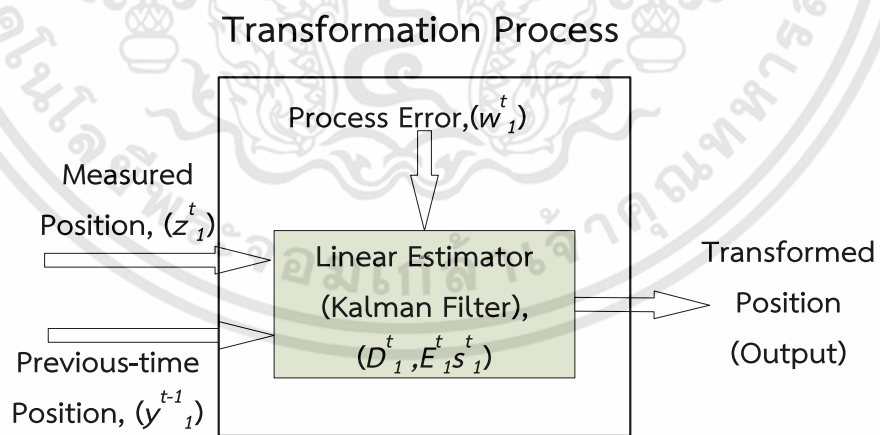 Transformation Process
Process Error,(w^t_1)
Measured
Position, (z^t_1)
Linear Estimator
(Kalman Filter),
(D^t_1 ,E^t_1s^t_1)
Previous-time
Position, (y^{t-1}_1)
Transformed
Position
(Output)